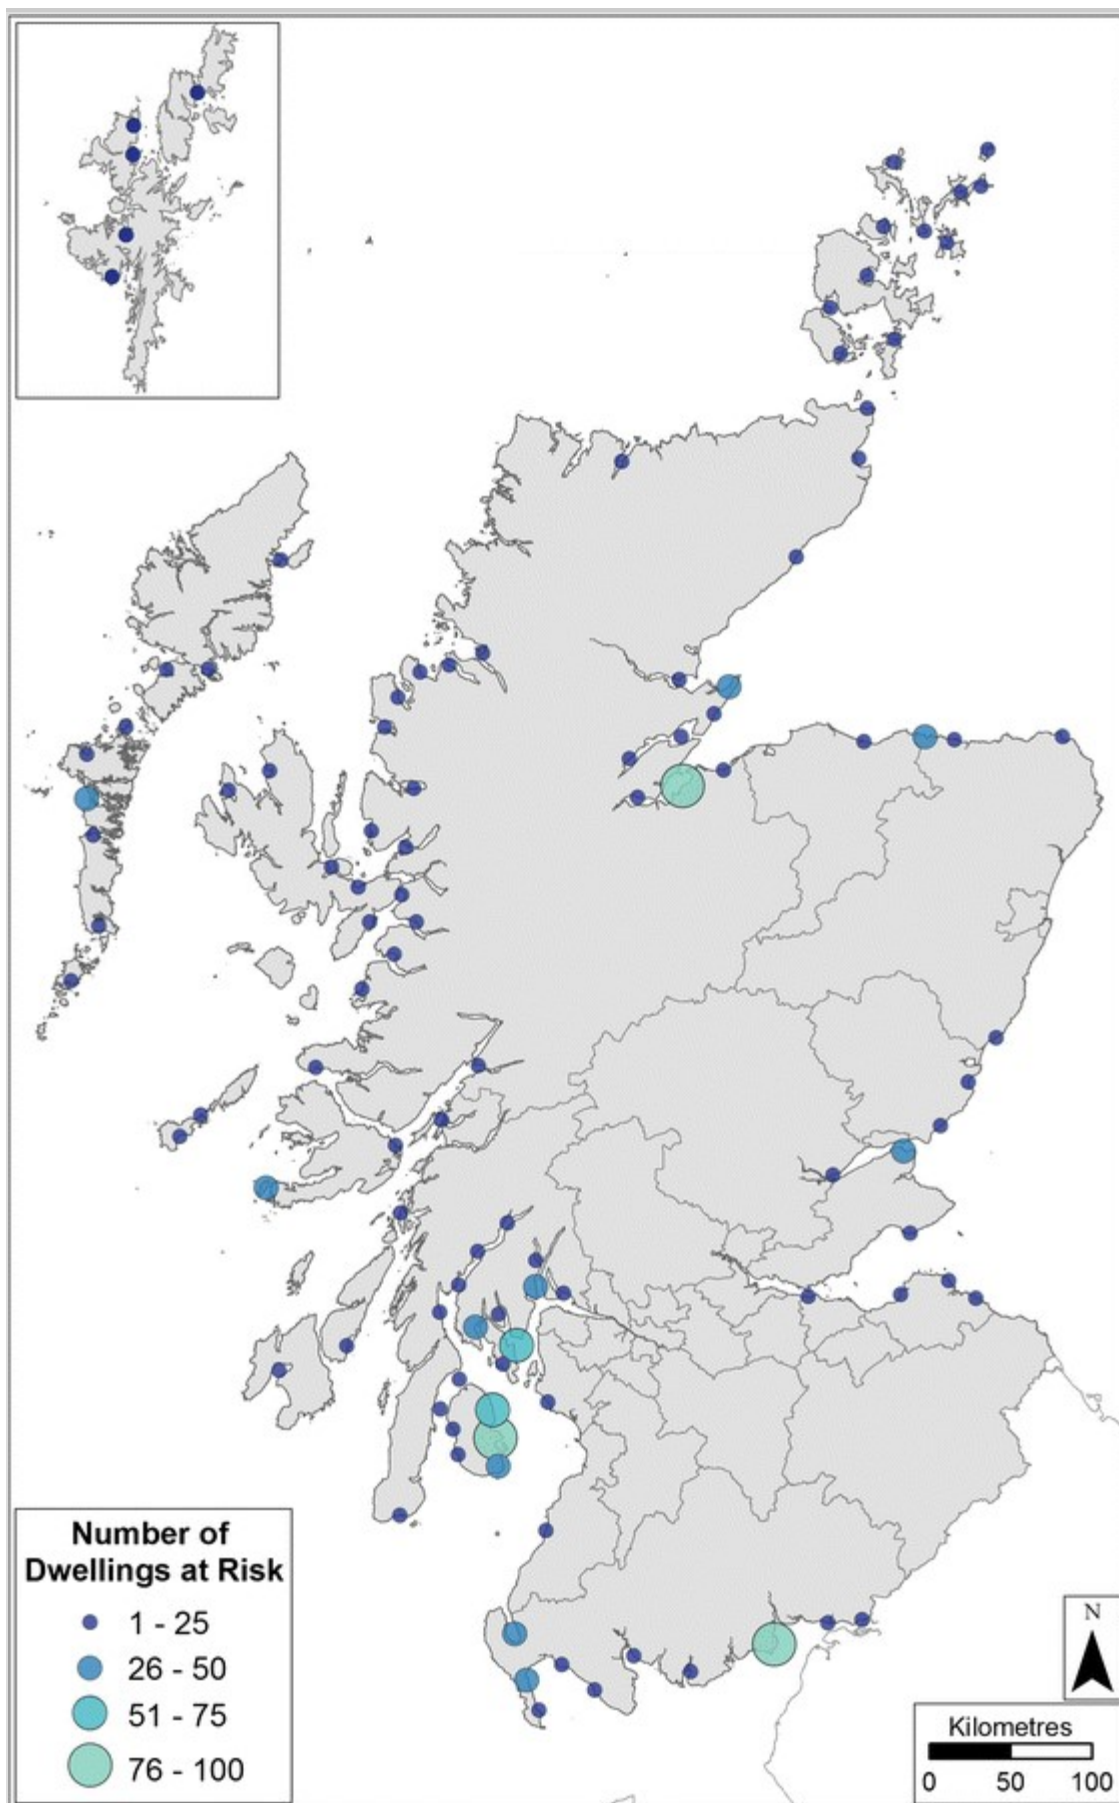 Number of
Dwellings at Risk
1 - 25
26 - 50
51 - 75
76 - 100
N
Kilometres
0 50 100